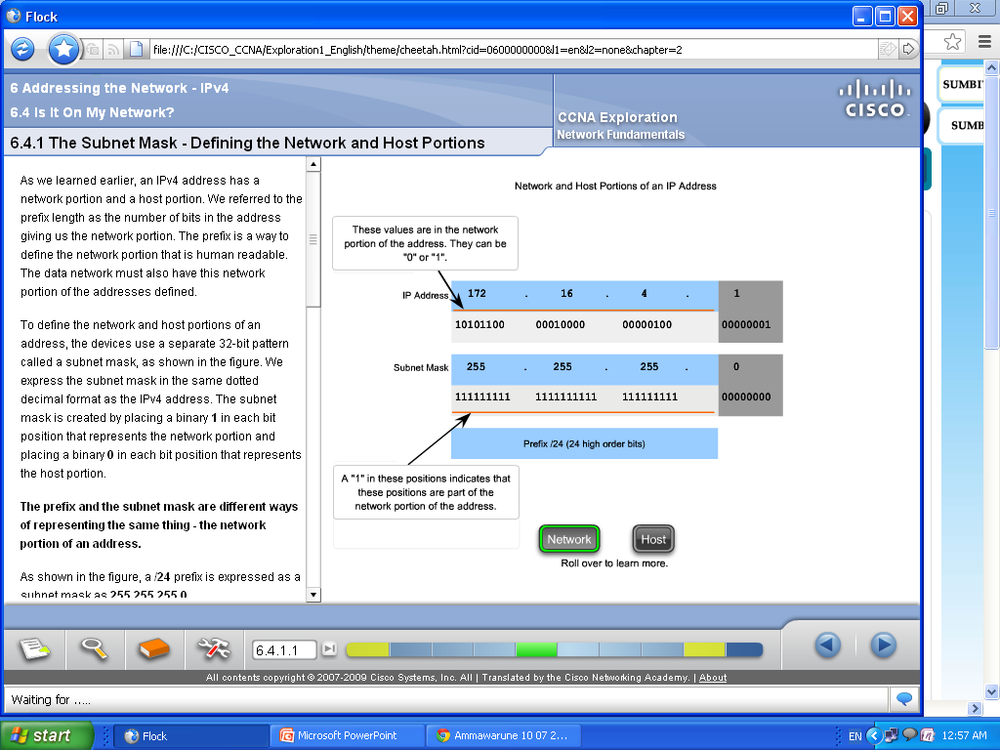 Flock
file:///C:/CISCO_CCNA/Exploration1_English/theme/cheetah.html?cid=0600000000&l1=en&l2=none&chapter=2
6 Addressing the Network - IPv4
6.4 Is It On My Network?
CCNA Exploration
Network Fundamentals
CISCO
6.4.1 The Subnet Mask - Defining the Network and Host Portions
As we learned earlier, an IPv4 address has a
network portion and a host portion. We referred to the
prefix length as the number of bits in the address
giving us the network portion. The prefix is a way to
define the network portion that is human readable.
The data network must also have this network
portion of the addresses defined.
To define the network and host portions of an
address, the devices use a separate 32-bit pattern
called a subnet mask, as shown in the figure. We
express the subnet mask in the same dotted
decimal format as the IPv4 address. The subnet
mask is created by placing a binary 1 in each bit
position that represents the network portion and
placing a binary 0 in each bit position that represents
the host portion.
The prefix and the subnet mask are different ways
of representing the same thing - the network
portion of an address.
As shown in the figure, a /24 prefix is expressed as a
subnet mask as 255.255.255.0
Network and Host Portions of an IP Address
These values are in the network
portion of the address. They can be
"0" or "1".
IP Address 172 . 16 . 4 . 1
10101100 00010000 00000100 00000001
Subnet Mask 255 . 255 . 255 . 0
111111111 1111111111 111111111 00000000
Prefix /24 (24 high order bits)
A "1" in these positions indicates that
these positions are part of the
network portion of the address.
Network Host
Roll over to learn more.
6.4.1.1
All contents copyright © 2007-2009 Cisco Systems, Inc. All | Translated by the Cisco Networking Academy. | About
Waiting for .....
SUMBI
SUMB
start Flock Microsoft PowerPoint Ammawarune 10 07 2... EN 12:57 AM